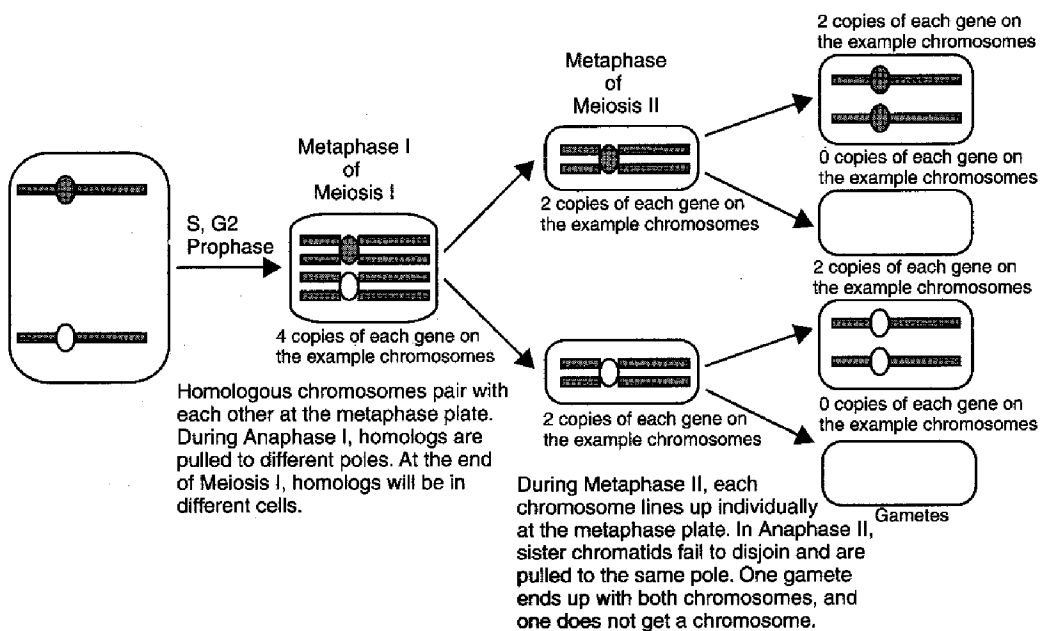 S, G2
Prophase
Metaphase I
of
Meiosis I
4 copies of each gene on
the example chromosomes
Homologous chromosomes pair with
each other at the metaphase plate.
During Anaphase I, homologs are
pulled to different poles. At the end
of Meiosis I, homologs will be in
different cells.
Metaphase
of
Meiosis II
2 copies of each gene on
the example chromosomes
2 copies of each gene on
the example chromosomes
During Metaphase II, each
chromosome lines up individually
at the metaphase plate. In Anaphase II,
sister chromatids fail to disjoin and are
pulled to the same pole. One gamete
ends up with both chromosomes, and
one does not get a chromosome.
2 copies of each gene on
the example chromosomes
0 copies of each gene on
the example chromosomes
2 copies of each gene on
the example chromosomes
0 copies of each gene on
the example chromosomes
Gametes